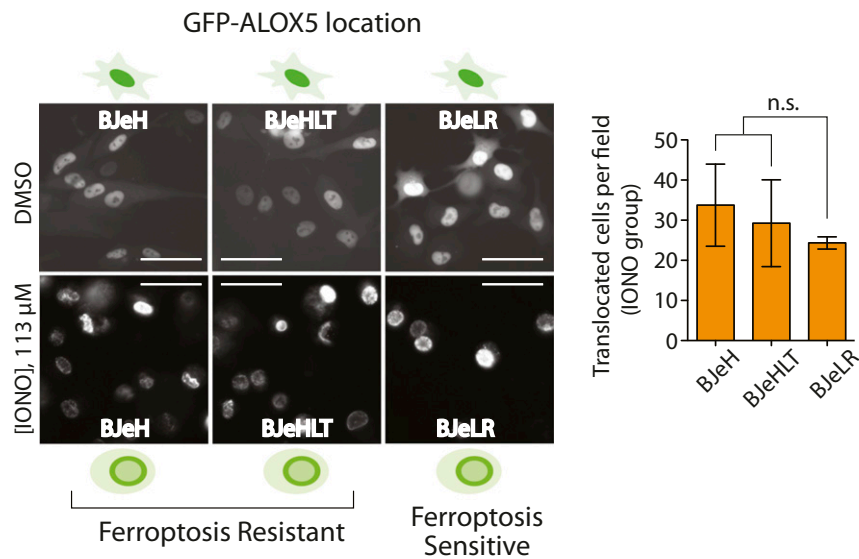 GFP-ALOX5 location
DMSO
BJeH
BJeHLT
BJeLR
[IONO], 113 µM
BJeH
BJeHLT
BJeLR
Ferroptosis Resistant
Ferroptosis
Sensitive
n.s.
Translocated cells per field
(IONO group)
50
40
30
20
10
0
BJeH
BJeHLT
BJeLR